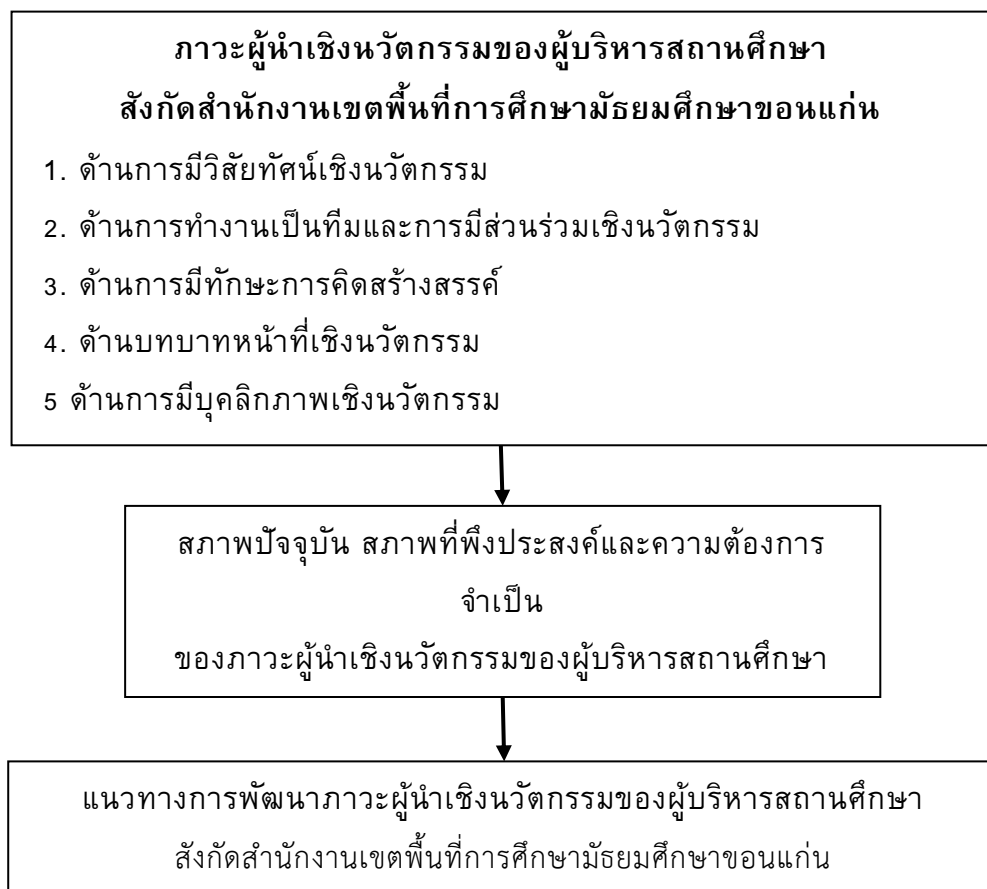 ภาวะผู้นำเชิงนวัตกรรมของผู้บริหารสถานศึกษา
สังกัดสำนักงานเขตพื้นที่การศึกษามัธยมศึกษาขอนแก่น
1. ด้านการมีวิสัยทัศน์เชิงนวัตกรรม
2. ด้านการทำงานเป็นทีมและการมีส่วนร่วมเชิงนวัตกรรม
3. ด้านการมีทักษะการคิดสร้างสรรค์
4. ด้านบทบาทหน้าที่เชิงนวัตกรรม
5 ด้านการมีบุคลิกภาพเชิงนวัตกรรม
สภาพปัจจุบัน สภาพที่พึงประสงค์และความต้องการ
จำเป็น
ของภาวะผู้นำเชิงนวัตกรรมของผู้บริหารสถานศึกษา
แนวทางการพัฒนาภาวะผู้นำเชิงนวัตกรรมของผู้บริหารสถานศึกษา
สังกัดสำนักงานเขตพื้นที่การศึกษามัธยมศึกษาขอนแก่น